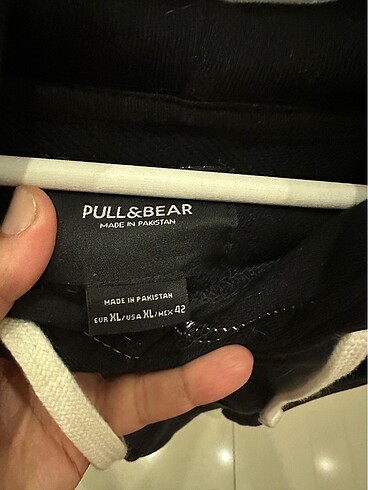 PULL&BEAR
MADE IN PAKISTAN
MADE IN PAKISTAN
EUR XL/USA XL/MEX 42